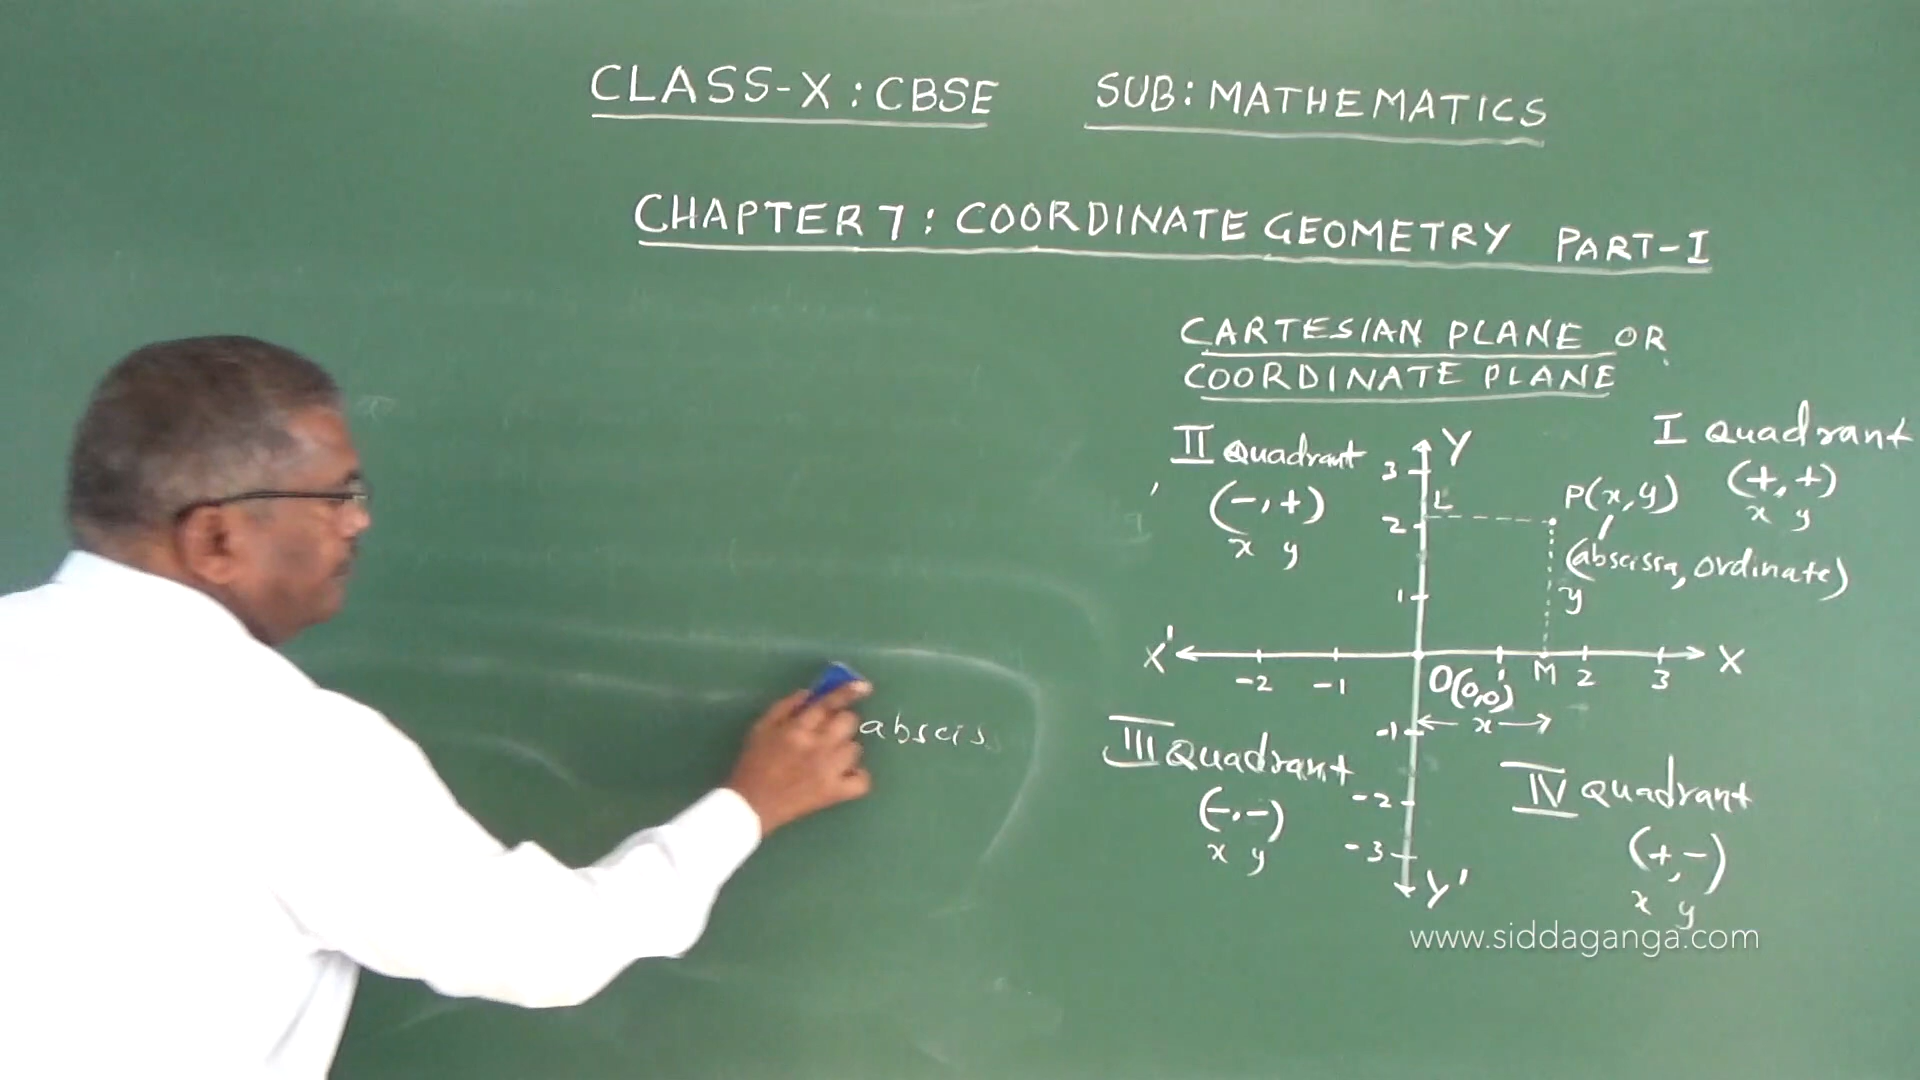 CLASS-X : CBSE SUB: MATHEMATICS
CHAPTER 7 : COORDINATE GEOMETRY PART-I
CARTESIAN PLANE OR
COORDINATE PLANE
II Quadrant
(-, +)
x y
I Quadrant
(+, +)
x y
Y
3
L
2
1
P(x, y)
(abscissa, ordinate)
y
X'
-2 -1
O(0,0)
1 M 2 3
X
x
-1
-2
-3
Y'
abscis
III Quadrant
(-, -)
x y
IV Quadrant
(+, -)
x y
www.siddaganga.com